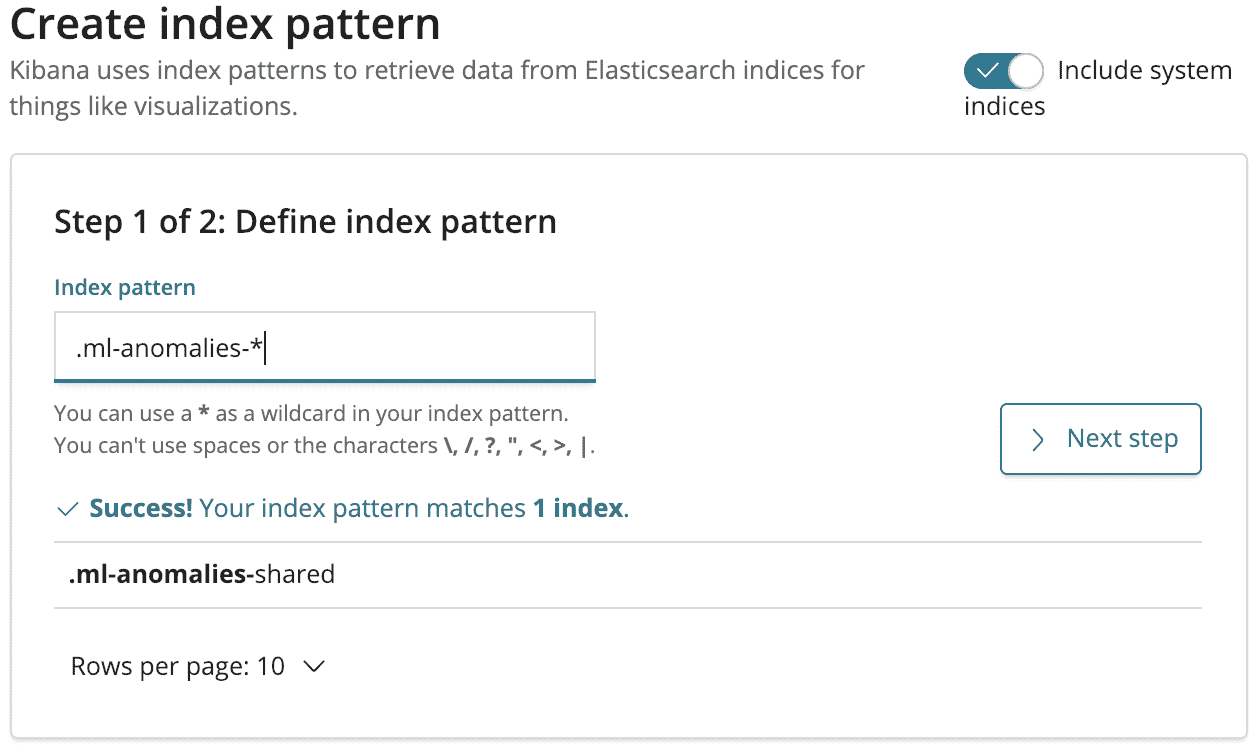 Create index pattern
Kibana uses index patterns to retrieve data from Elasticsearch indices for
things like visualizations.
Include system
indices
Step 1 of 2: Define index pattern
Index pattern
.ml-anomalies-*
You can use a * as a wildcard in your index pattern.
You can't use spaces or the characters \, /, ?, ", <, >, |.
Next step
Success! Your index pattern matches 1 index.
.ml-anomalies-shared
Rows per page: 10